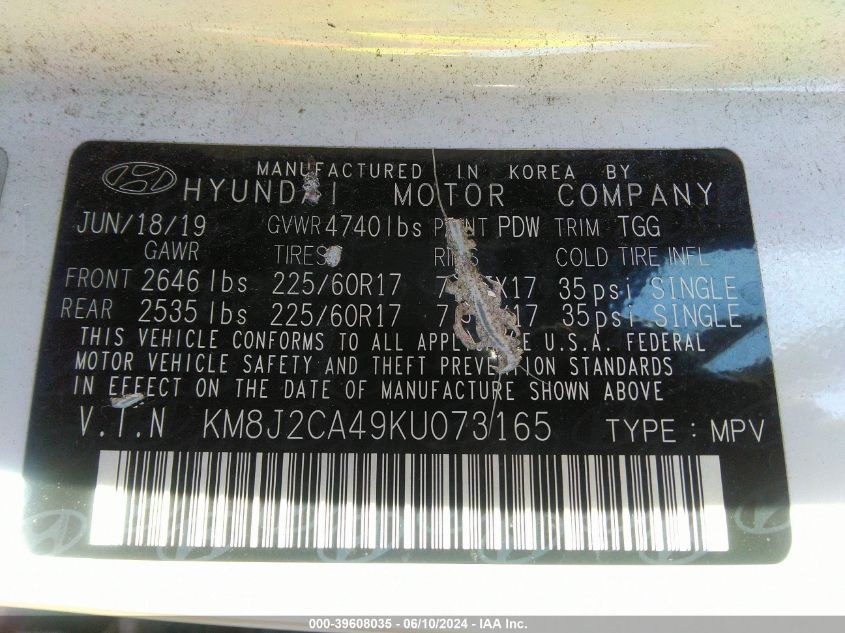 MANUFACTURED IN KOREA BY
HYUNDAI MOTOR COMPANY
JUN/18/19 GVWR 4740 lbs PDW TRIM TGG
GAWR TIRES COLD TIRE INFL
FRONT 2646 lbs 225/60R17 35 psi SINGLE
REAR 2535 lbs 225/60R17 35 psi SINGLE
THIS VEHICLE CONFORMS TO ALL U.S.A. FEDERAL
MOTOR VEHICLE SAFETY AND THEFT PREVENTION STANDARDS
IN EFFECT ON THE DATE OF MANUFACTURE SHOWN ABOVE
V.I.N KM8J2CA49KU073165 TYPE : MPV
000-39608035 - 06/10/2024 - IAA Inc.